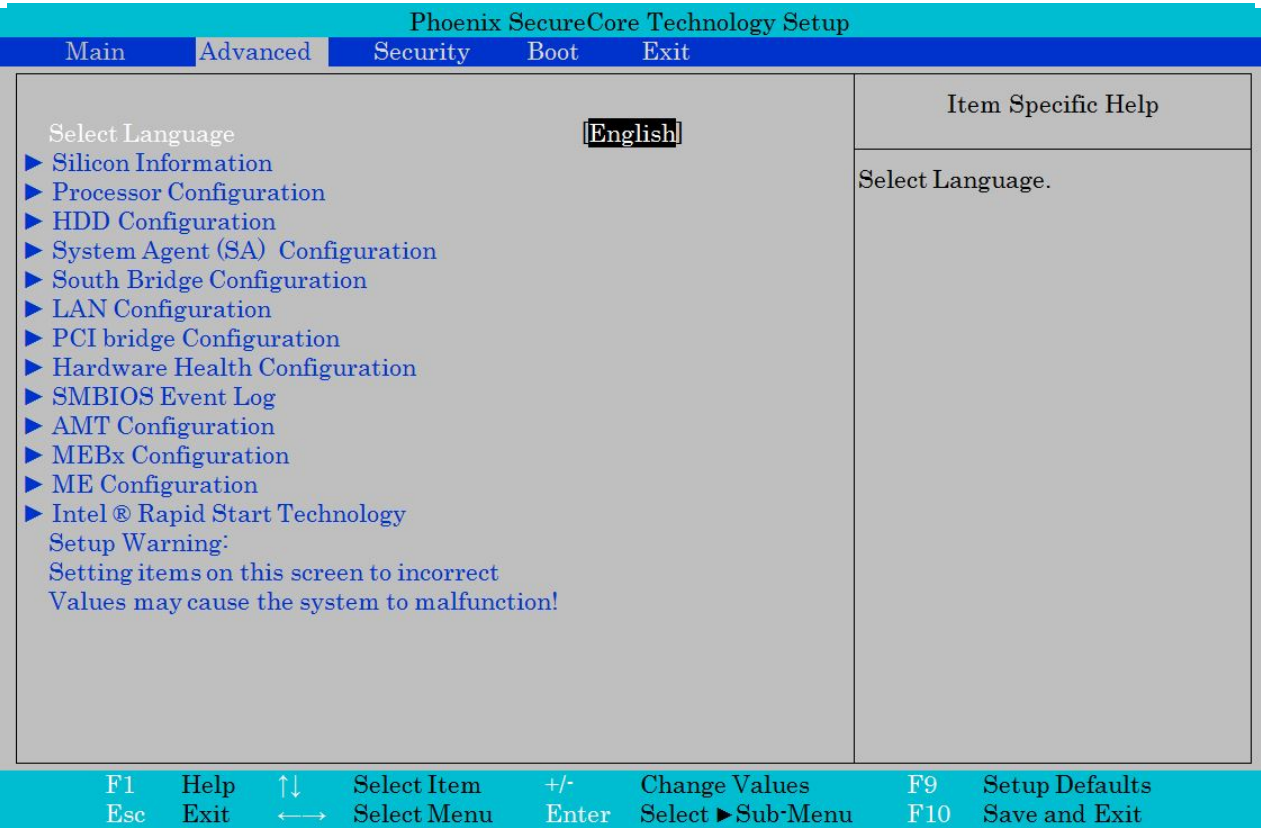 Phoenix SecureCore Technology Setup
Main Advanced Security Boot Exit
Item Specific Help
Select Language [English]
Select Language.
► Silicon Information
► Processor Configuration
► HDD Configuration
► System Agent (SA) Configuration
► South Bridge Configuration
► LAN Configuration
► PCI bridge Configuration
► Hardware Health Configuration
► SMBIOS Event Log
► AMT Configuration
► MEBx Configuration
► ME Configuration
► Intel ® Rapid Start Technology
Setup Warning:
Setting items on this screen to incorrect
Values may cause the system to malfunction!
F1 Help ↑↓ Select Item +/- Change Values F9 Setup Defaults
Esc Exit ←→ Select Menu Enter Select ►Sub-Menu F10 Save and Exit